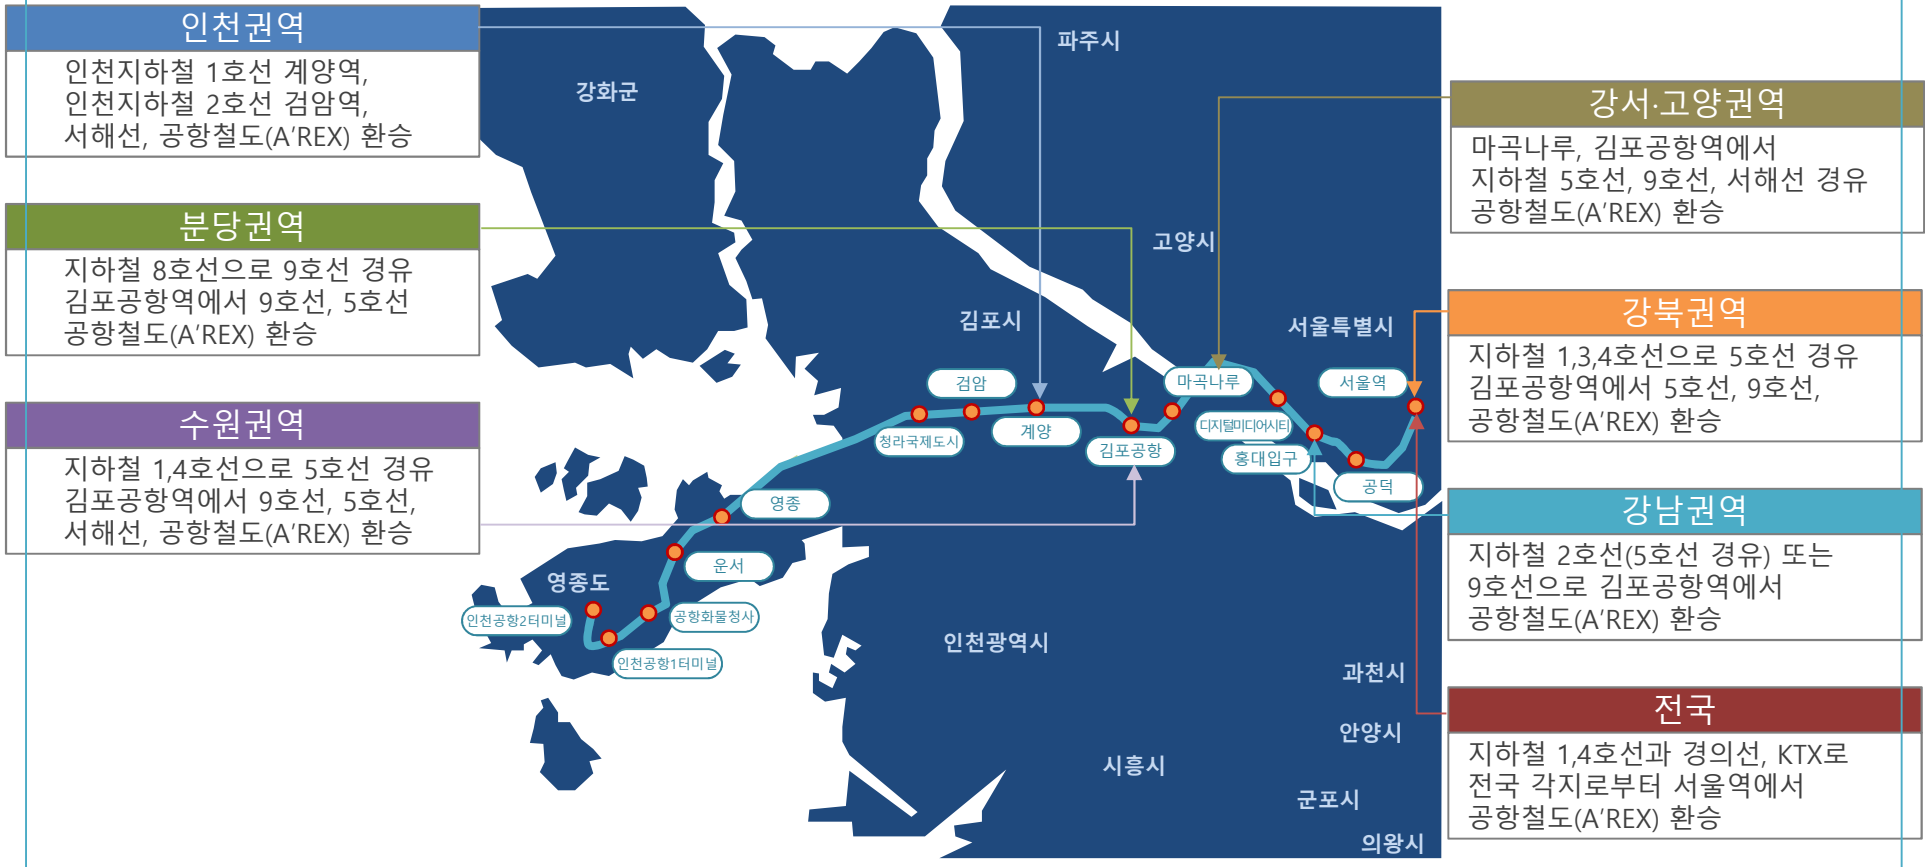 인천권역
인천지하철 1호선 계양역,
인천지하철 2호선 검암역,
서해선, 공항철도(A'REX) 환승
분당권역
지하철 8호선으로 9호선 경유
김포공항역에서 9호선, 5호선
공항철도(A'REX) 환승
수원권역
지하철 1,4호선으로 5호선 경유
김포공항역에서 9호선, 5호선,
서해선, 공항철도(A'REX) 환승
파주시
강화군
고양시
김포시
서울특별시
검암
마곡나루
서울역
청라국제도시
계양
김포공항
디지털미디어시티
홍대입구
공덕
영종
운서
영종도
인천공항2터미널
공항화물청사
인천공항1터미널
인천광역시
과천시
안양시
시흥시
군포시
의왕시
강서·고양권역
마곡나루, 김포공항역에서
지하철 5호선, 9호선, 서해선 경유
공항철도(A'REX) 환승
강북권역
지하철 1,3,4호선으로 5호선 경유
김포공항역에서 5호선, 9호선,
공항철도(A'REX) 환승
강남권역
지하철 2호선(5호선 경유) 또는
9호선으로 김포공항역에서
공항철도(A'REX) 환승
전국
지하철 1,4호선과 경의선, KTX로
전국 각지로부터 서울역에서
공항철도(A'REX) 환승